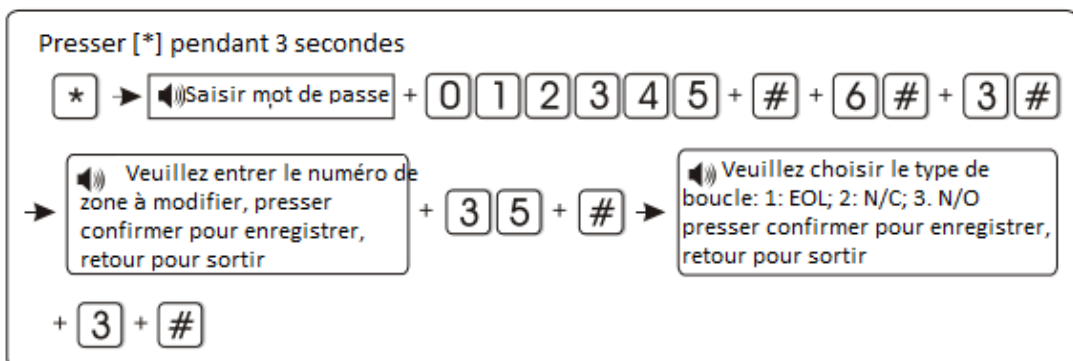 Presser [*] pendant 3 secondes
* Saisir mot de passe + 0 1 2 3 4 5 + # + 6 # + 3 #
Veuillez entrer le numéro de
zone à modifier, presser
confirmer pour enregistrer,
retour pour sortir
+ 3 5 + #
Veuillez choisir le type de
boucle: 1: EOL; 2: N/C; 3. N/O
presser confirmer pour enregistrer,
retour pour sortir
+ 3 + #